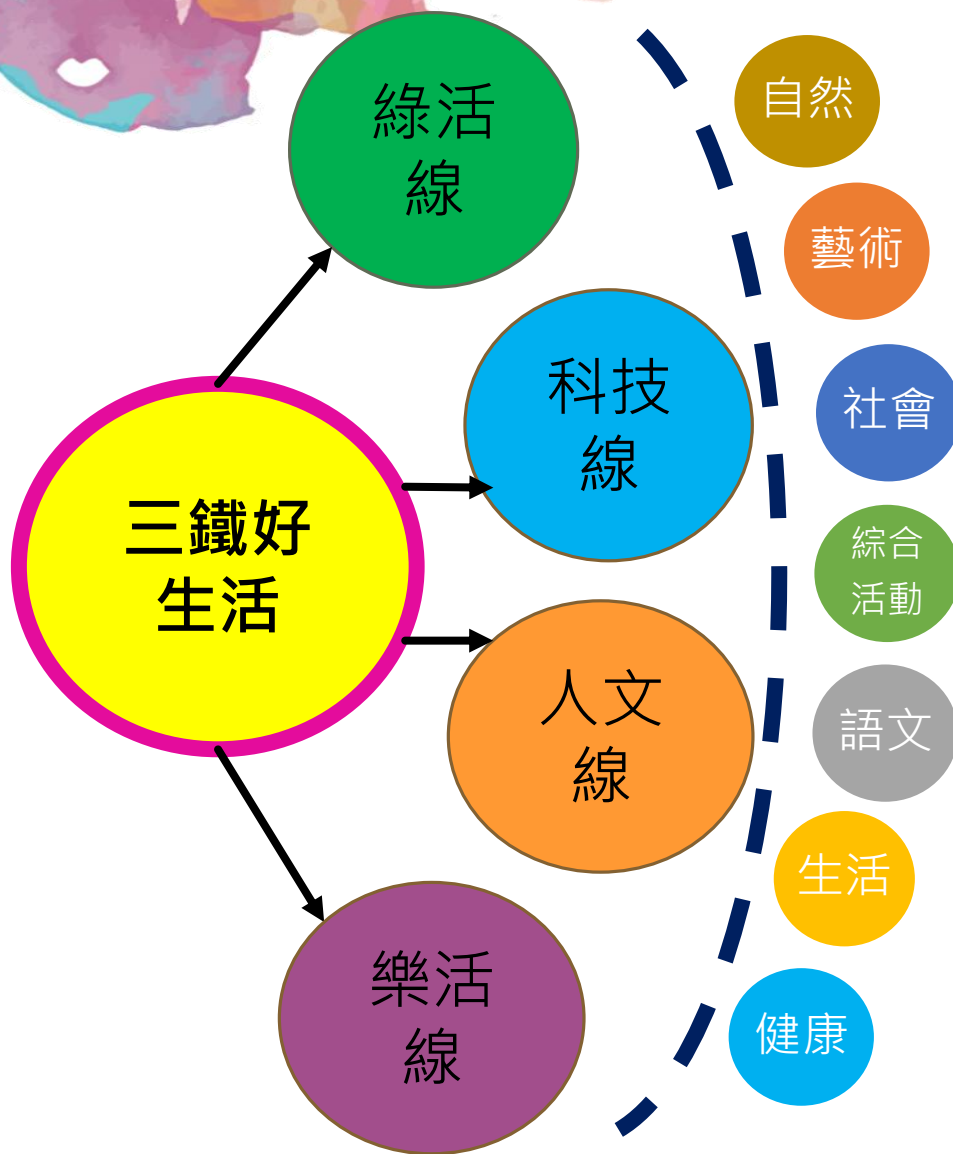 三鐵好
生活
綠活
線
科技
線
人文
線
樂活
線
自然
藝術
社會
綜合
活動
語文
生活
健康